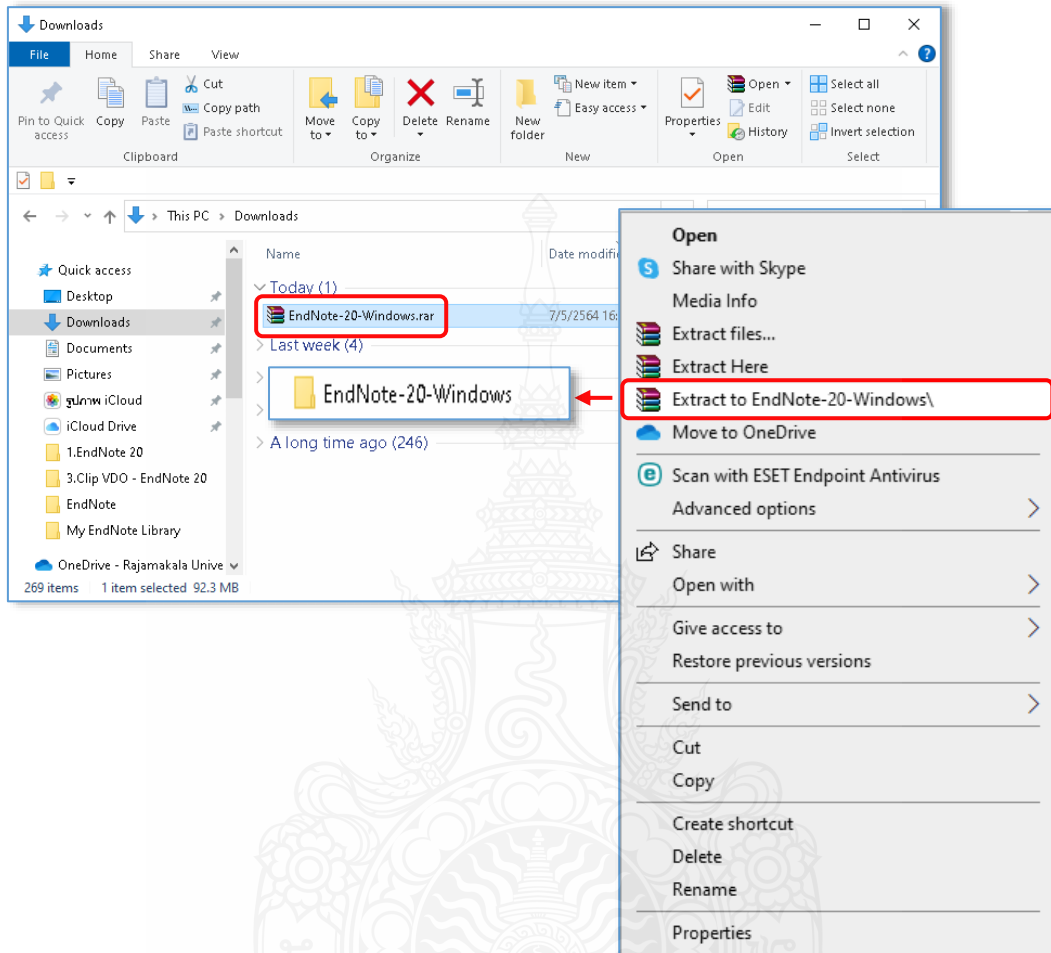 Downloads
File Home Share View
Pin to Quick access
Copy
Paste
Cut
Copy path
Paste shortcut
Clipboard
Move to
Copy to
Delete
Rename
Organize
New folder
New item
Easy access
New
Properties
Open
Edit
History
Open
Select all
Select none
Invert selection
Select
This PC > Downloads
Quick access
Desktop
Downloads
Documents
Pictures
รูปภาพ iCloud
iCloud Drive
1.EndNote 20
3.Clip VDO - EndNote 20
EndNote
My EndNote Library
OneDrive - Rajamakala Unive
Name Date modifi
Today (1)
EndNote-20-Windows.rar 7/5/2564 16:
Last week (4)
EndNote-20-Windows
A long time ago (246)
269 items 1 item selected 92.3 MB
Open
Share with Skype
Media Info
Extract files...
Extract Here
Extract to EndNote-20-Windows\
Move to OneDrive
Scan with ESET Endpoint Antivirus
Advanced options
Share
Open with
Give access to
Restore previous versions
Send to
Cut
Copy
Create shortcut
Delete
Rename
Properties